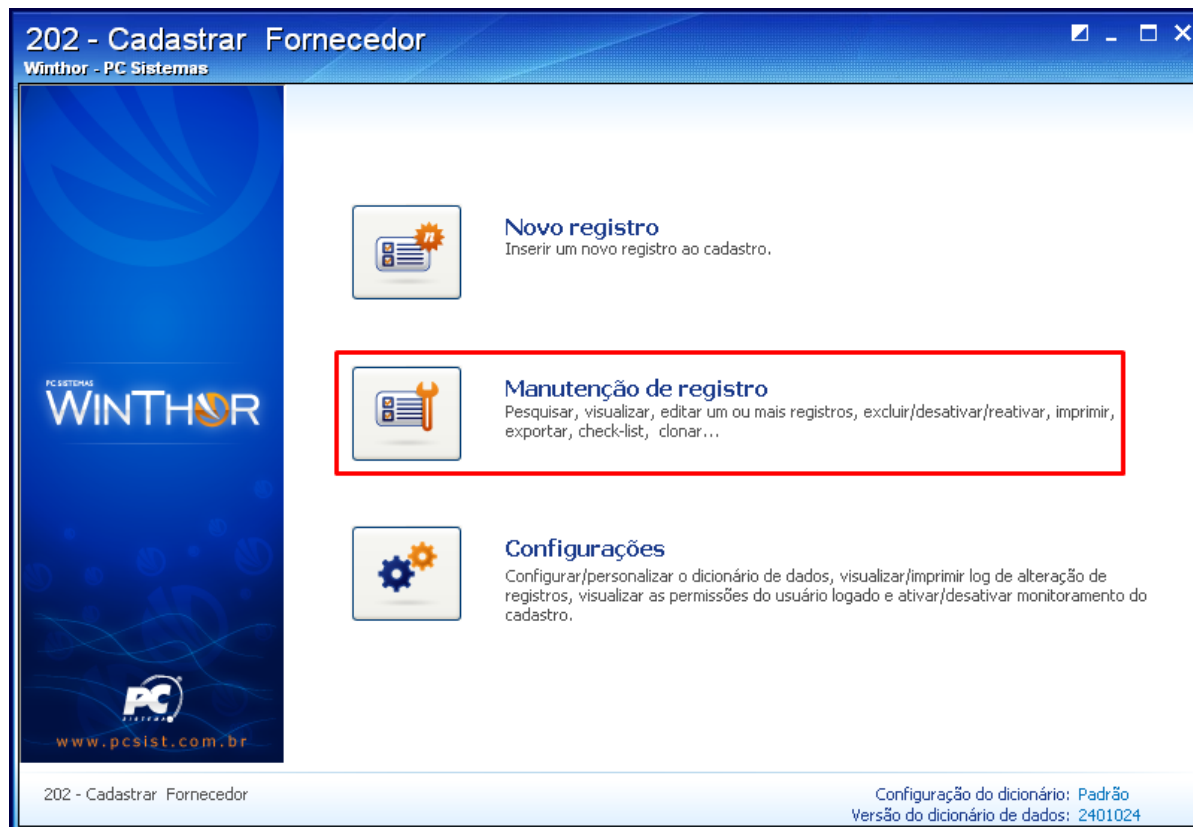 202 - Cadastrar Fornecedor
Winthor - PC Sistemas
Novo registro
Inserir um novo registro ao cadastro.
PC SISTEMAS
WINTHOR
Manutenção de registro
Pesquisar, visualizar, editar um ou mais registros, excluir/desativar/reativar, imprimir,
exportar, check-list, clonar...
Configurações
Configurar/personalizar o dicionário de dados, visualizar/imprimir log de alteração de
registros, visualizar as permissões do usuário logado e ativar/desativar monitoramento do
cadastro.
PC
SISTEMAS
www.pcsist.com.br
202 - Cadastrar Fornecedor
Configuração do dicionário: Padrão
Versão do dicionário de dados: 2401024